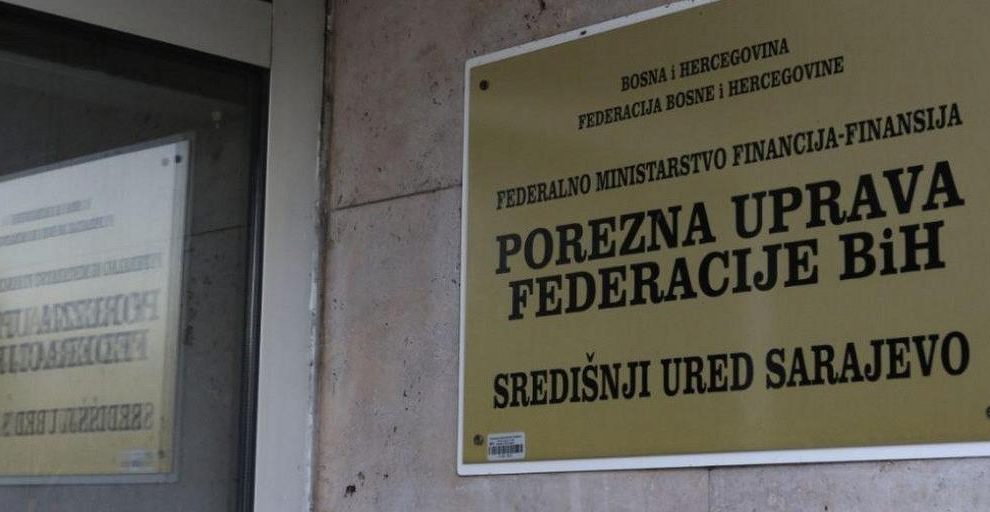 BOSNA i HERCEGOVINA
FEDERACIJA BOSNE i HERCEGOVINE
FEDERALNO MINISTARSTVO FINANCIJA-FINANSIJA
POREZNA UPRAVA
FEDERACIJE BiH
SREDIŠNJI URED SARAJEVO